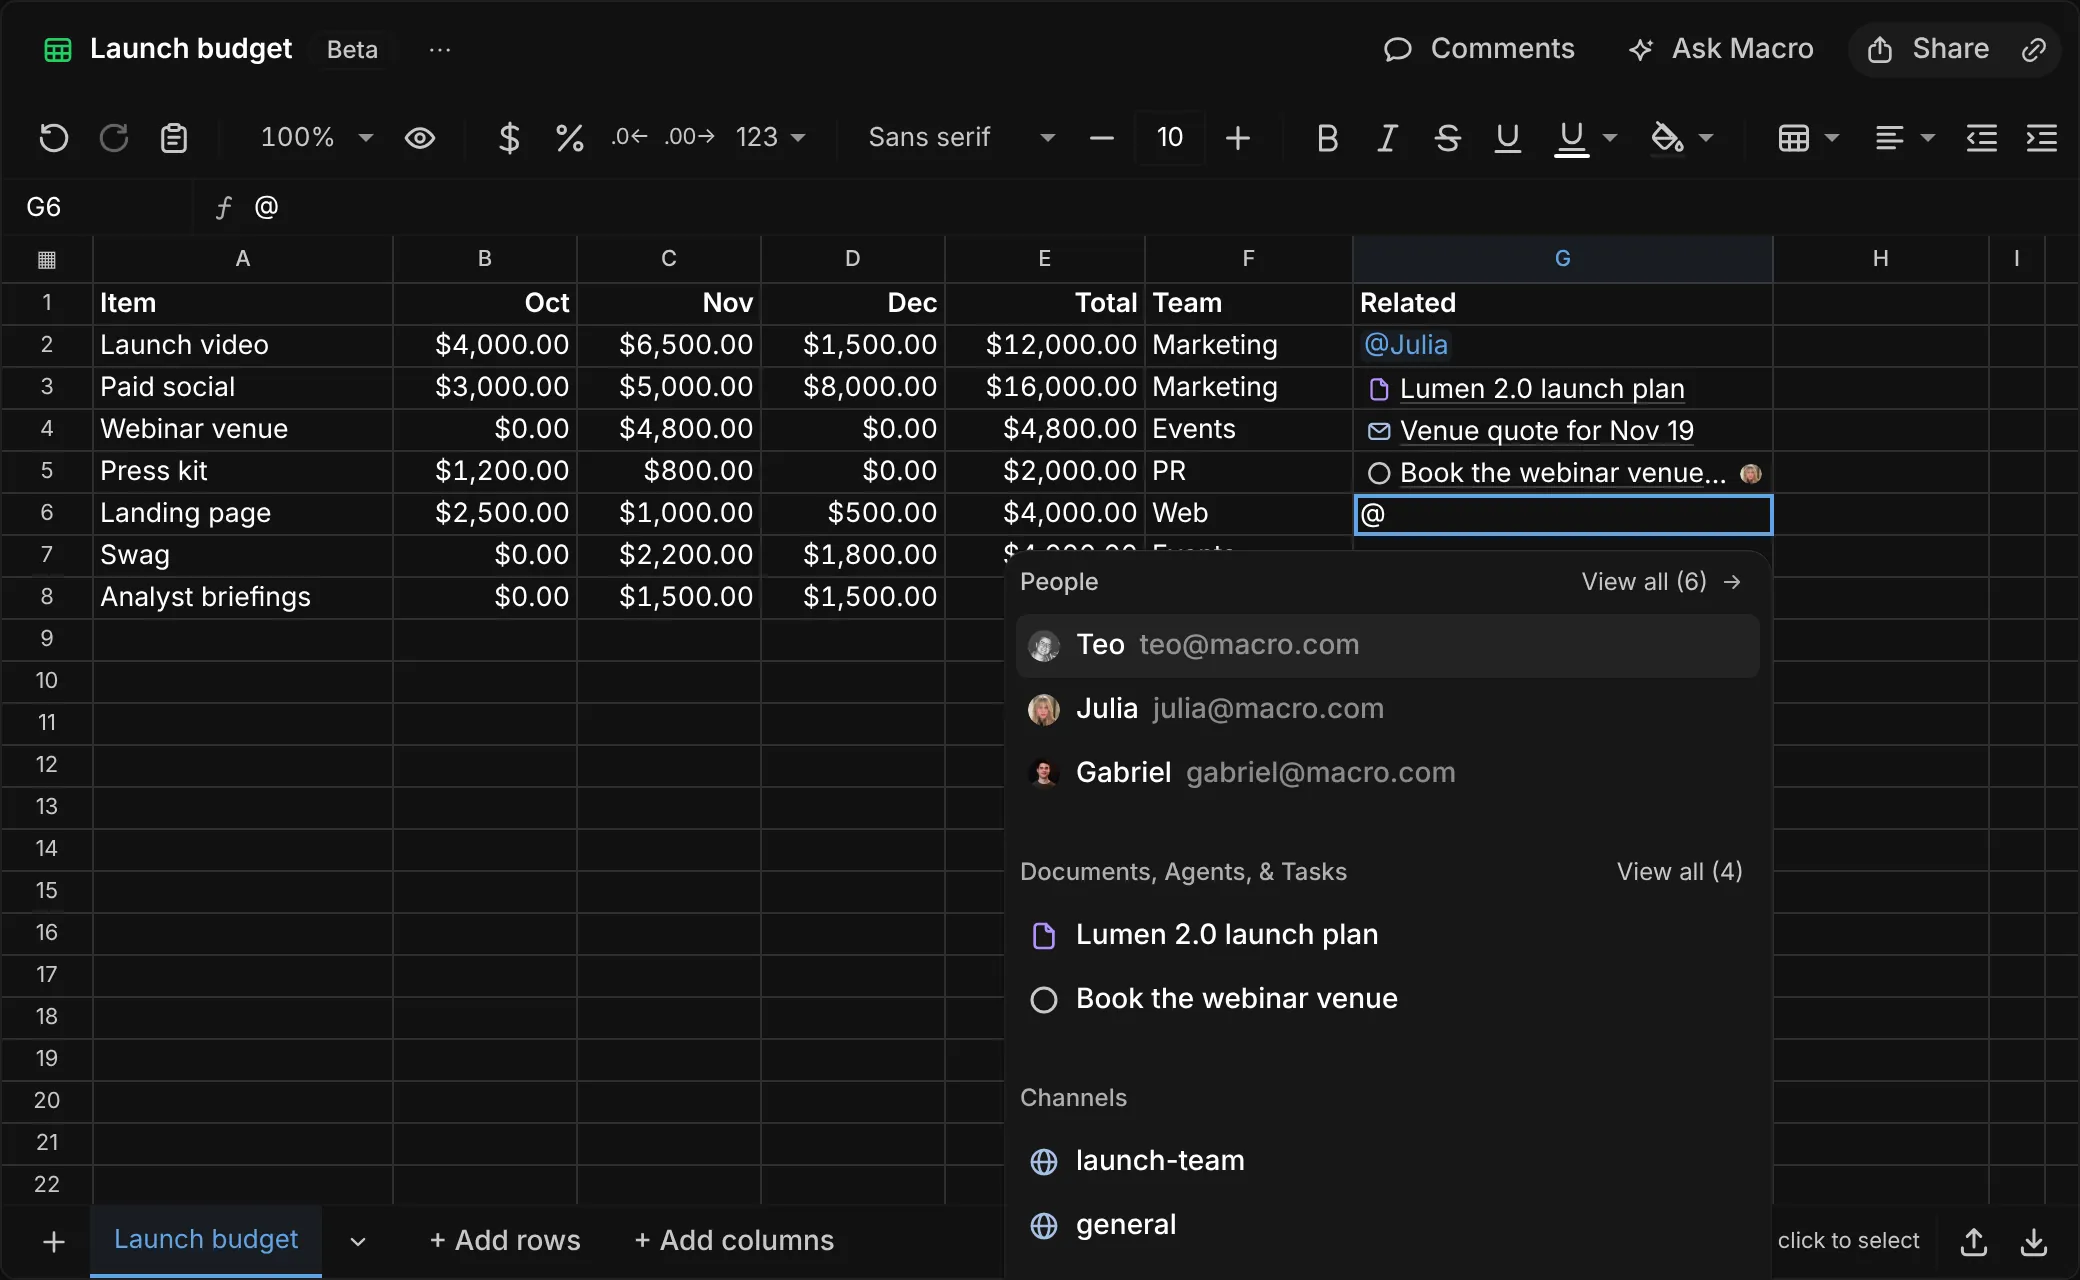 Launch budget Beta ... Comments Ask Macro Share
100% $ % .0← .00→ 123 Sans serif — 10 + B I S U U
G6 f @
A B C D E F G H I
1 Item Oct Nov Dec Total Team Related
2 Launch video $4,000.00 $6,500.00 $1,500.00 $12,000.00 Marketing @Julia
3 Paid social $3,000.00 $5,000.00 $8,000.00 $16,000.00 Marketing Lumen 2.0 launch plan
4 Webinar venue $0.00 $4,800.00 $0.00 $4,800.00 Events Venue quote for Nov 19
5 Press kit $1,200.00 $800.00 $0.00 $2,000.00 PR Book the webinar venue...
6 Landing page $2,500.00 $1,000.00 $500.00 $4,000.00 Web @
7 Swag $0.00 $2,200.00 $1,800.00 $4,000.00 Events
8 Analyst briefings $0.00 $1,500.00 $1,500.00
9
10
11
12
13
14
15
16
17
18
19
20
21
22
People View all (6) →
Teo teo@macro.com
Julia julia@macro.com
Gabriel gabriel@macro.com
Documents, Agents, & Tasks View all (4)
Lumen 2.0 launch plan
Book the webinar venue
Channels
launch-team
general
+ Launch budget + Add rows + Add columns click to select